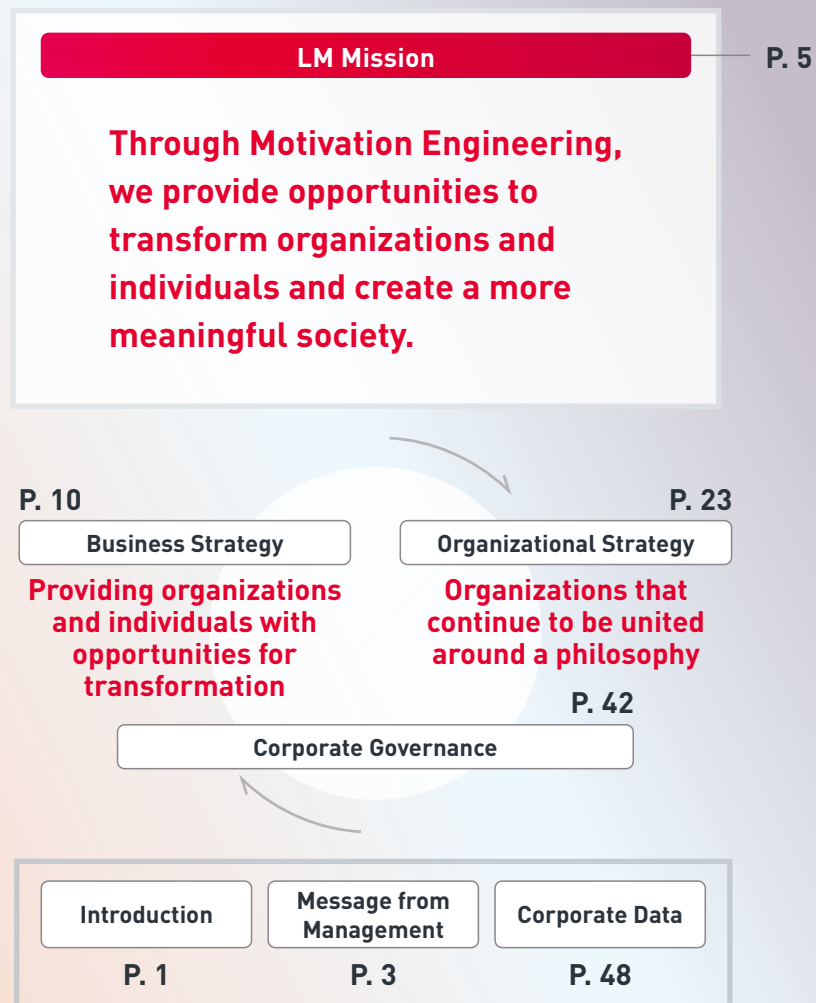 LM Mission
P. 5
Through Motivation Engineering,
we provide opportunities to
transform organizations and
individuals and create a more
meaningful society.
P. 10
Business Strategy
Providing organizations
and individuals with
opportunities for
transformation
P. 23
Organizational Strategy
Organizations that
continue to be united
around a philosophy
P. 42
Corporate Governance
Introduction
P. 1
Message from
Management
P. 3
Corporate Data
P. 48